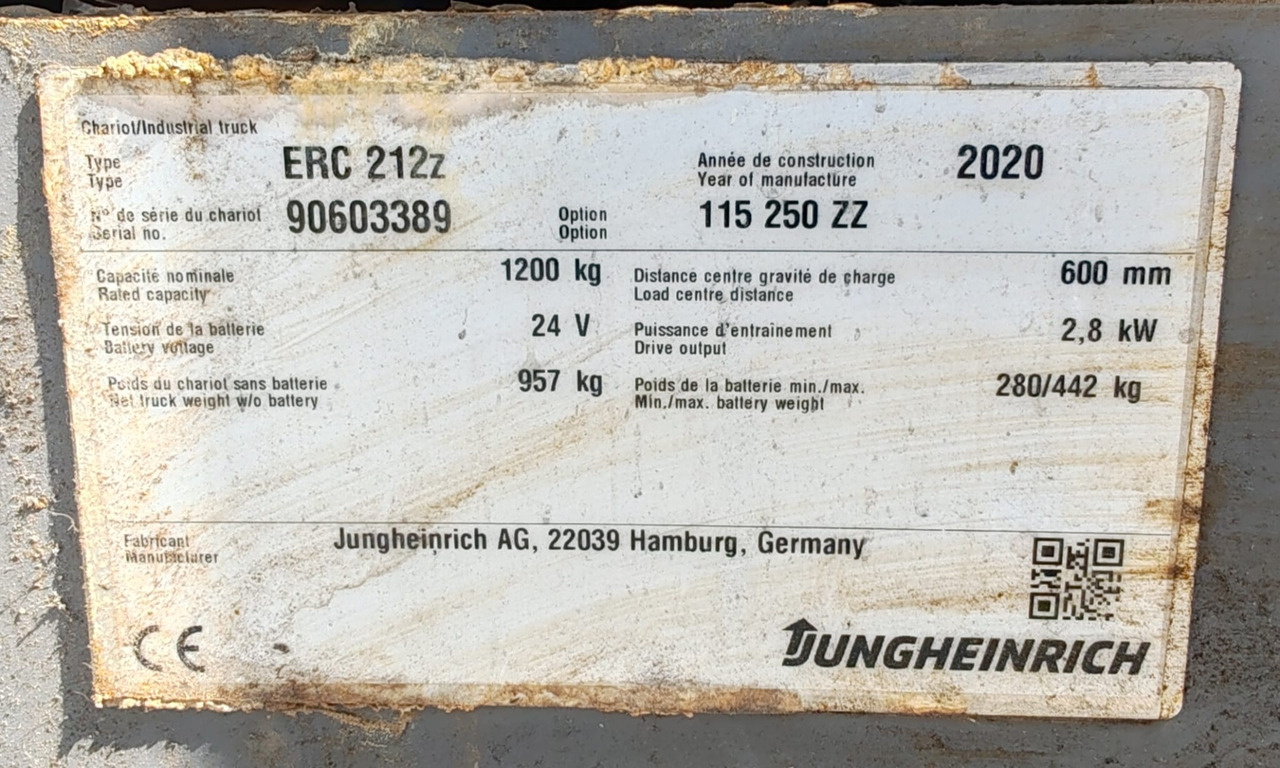 Chariot/Industrial truck
Type ERC 212z Année de construction 2020
Type Year of manufacture
N° de série du chariot 90603389 Option 115 250 ZZ
Serial no. Option
Capacité nominale 1200 kg Distance centre gravité de charge 600 mm
Rated capacity Load centre distance
Tension de la batterie 24 V Puissance d'entraînement 2,8 kW
Battery voltage Drive output
Poids du chariot sans batterie 957 kg Poids de la batterie min./max. 280/442 kg
Net truck weight w/o battery Min./max. battery weight
Fabricant Jungheinrich AG, 22039 Hamburg, Germany
Manufacturer
CE
JUNGHEINRICH